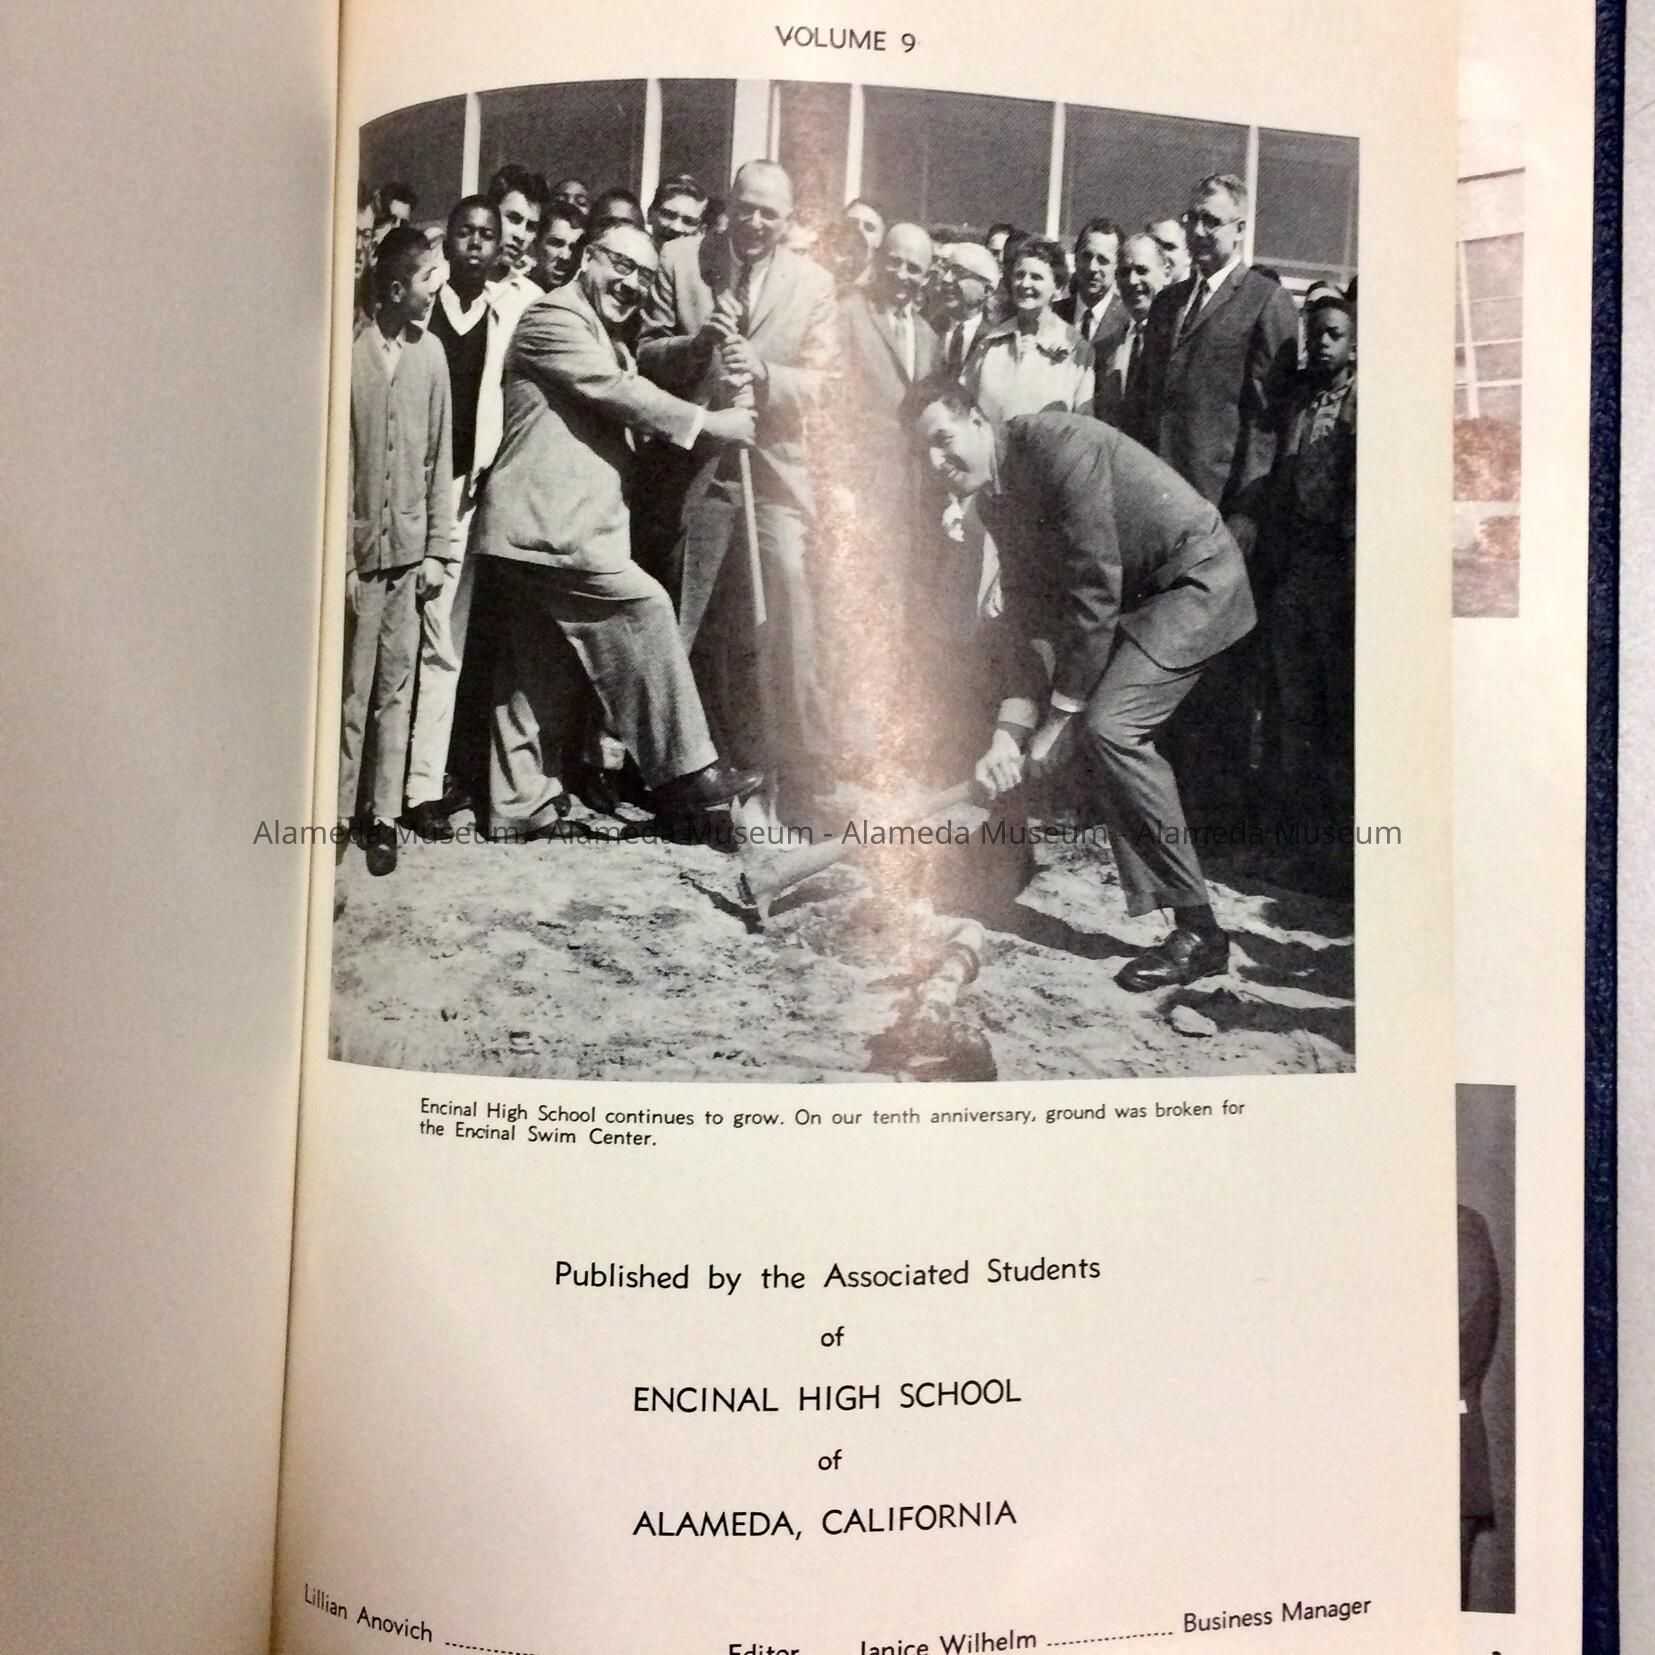 VOLUME 9
Alameda Museum - Alameda Museum - Alameda Museum - Alameda Museum
Encinal High School continues to grow. On our tenth anniversary, ground was broken for
the Encinal Swim Center.
Published by the Associated Students
of
ENCINAL HIGH SCHOOL
of
ALAMEDA, CALIFORNIA
Lillian Anovich ............... Editor Janice Wilhelm ............... Business Manager